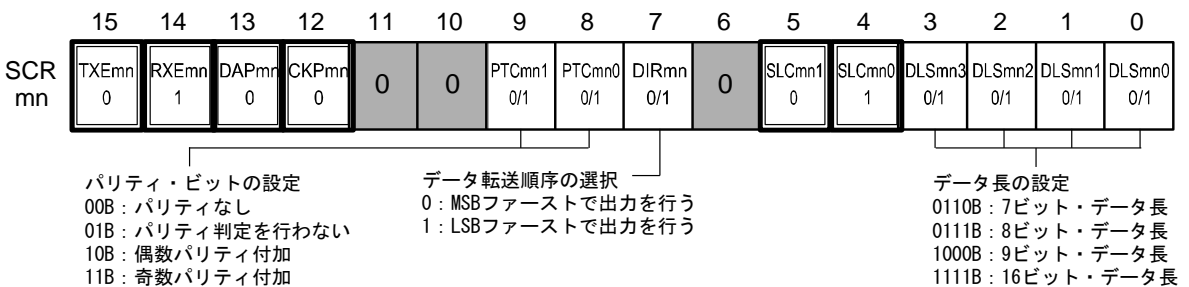 15 14 13 12 11 10 9 8 7 6 5 4 3 2 1 0
SCR
mn
TXEmn RXEmn DAPmn CKPmn 0 0 PTCmn1 PTCmn0 DIRmn 0 SLCmn1 SLCmn0 DLSmn3 DLSmn2 DLSmn1 DLSmn0
0 1 0 0 0/1 0/1 0/1 0 1 0/1 0/1 0/1 0/1
パリティ・ビットの設定
00B：パリティなし
01B：パリティ判定を行わない
10B：偶数パリティ付加
11B：奇数パリティ付加
データ転送順序の選択
0：MSBファーストで出力を行う
1：LSBファーストで出力を行う
データ長の設定
0110B：7ビット・データ長
0111B：8ビット・データ長
1000B：9ビット・データ長
1111B：16ビット・データ長